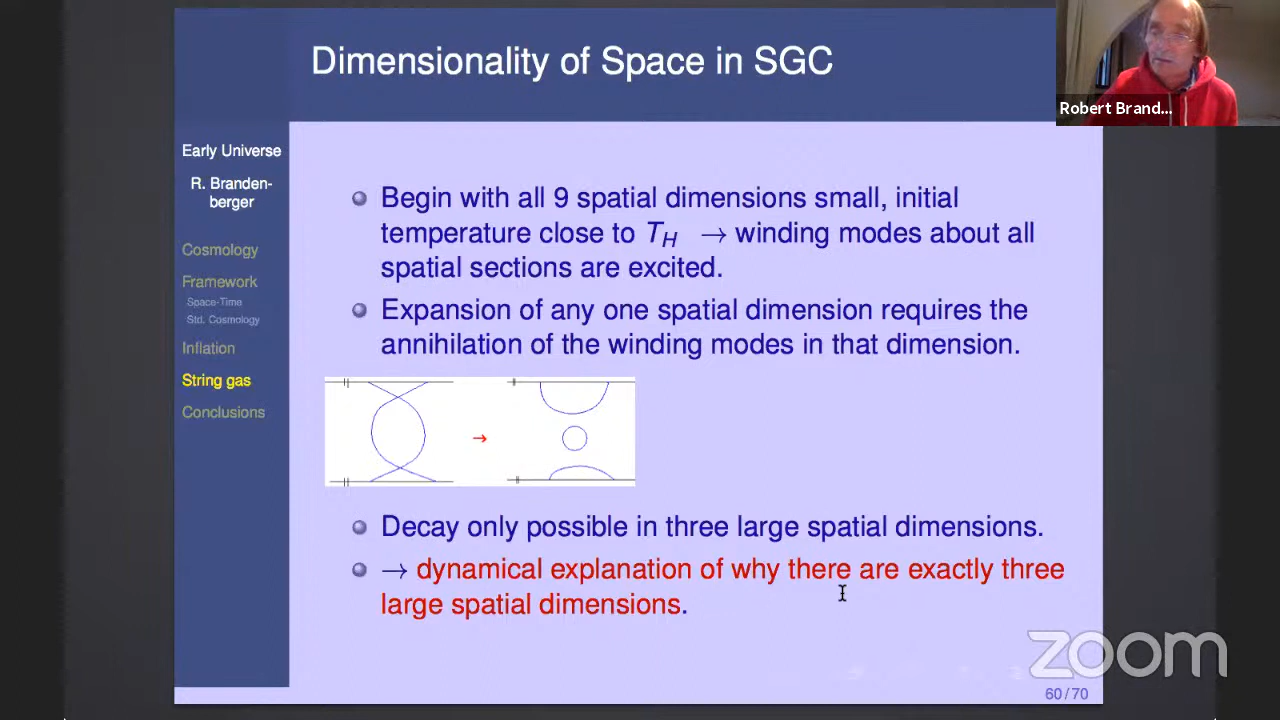 Dimensionality of Space in SGC
Robert Brand...
Early Universe
R. Branden-
berger
Cosmology
Framework
Space-Time
Std. Cosmology
Inflation
String gas
Conclusions
Begin with all 9 spatial dimensions small, initial
temperature close to T_H → winding modes about all
spatial sections are excited.
Expansion of any one spatial dimension requires the
annihilation of the winding modes in that dimension.
→
Decay only possible in three large spatial dimensions.
→ dynamical explanation of why there are exactly three
large spatial dimensions.
zoom
60/70